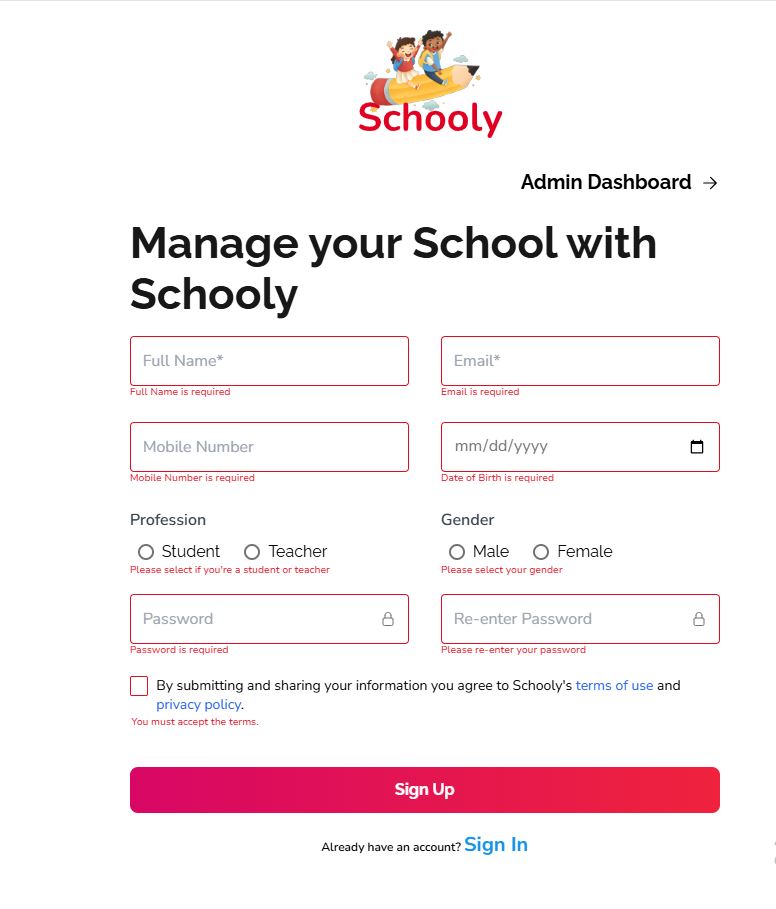 Schooly
Admin Dashboard →
Manage your School with
Schooly
Full Name*
Email*
Full Name is required
Email is required
Mobile Number
mm/dd/yyyy
Mobile Number is required
Date of Birth is required
Profession
Gender
Student
Teacher
Male
Female
Please select if you're a student or teacher
Please select your gender
Password
Re-enter Password
Password is required
Please re-enter your password
By submitting and sharing your information you agree to Schooly's terms of use and
privacy policy.
You must accept the terms.
Sign Up
Already have an account? Sign In